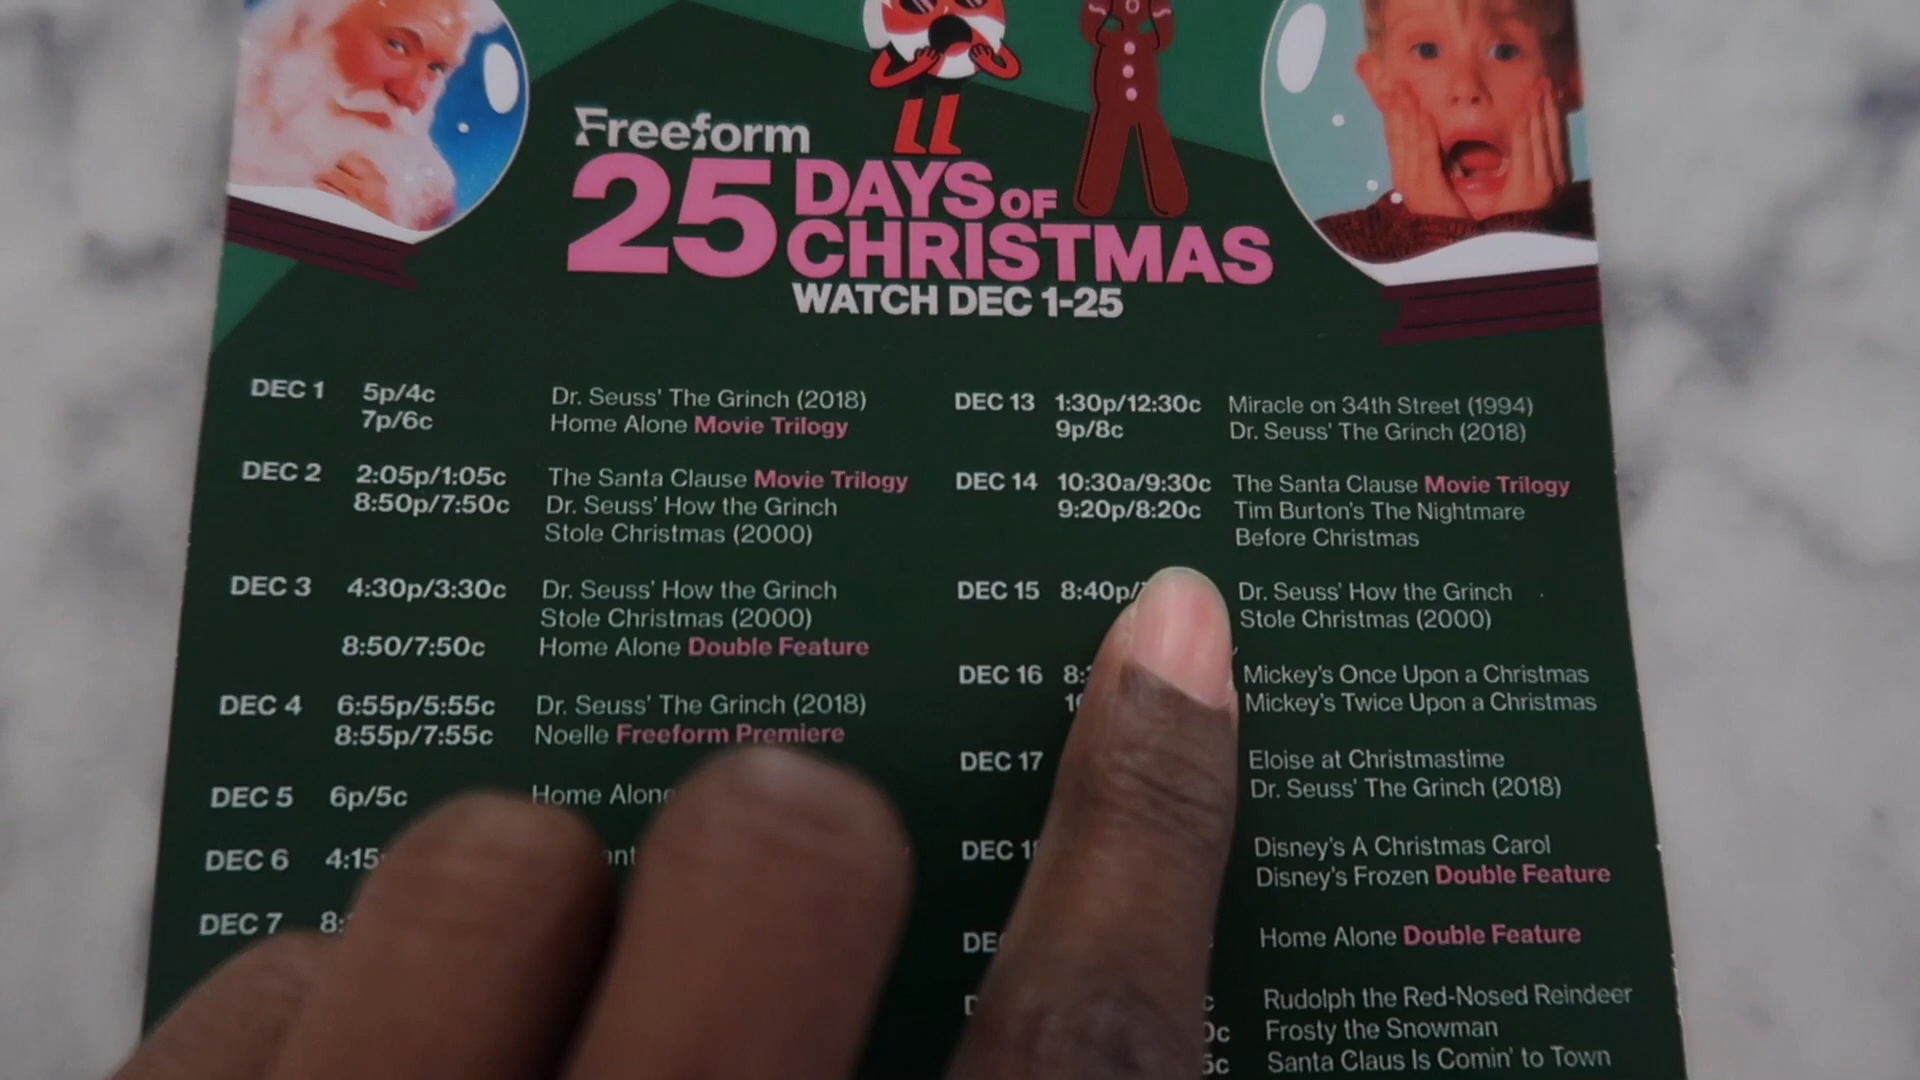 Freeform
25 DAYS OF
CHRISTMAS
WATCH DEC 1-25
DEC 1 5p/4c Dr. Seuss' The Grinch (2018)
7p/6c Home Alone Movie Trilogy
DEC 2 2:05p/1:05c The Santa Clause Movie Trilogy
8:50p/7:50c Dr. Seuss' How the Grinch
Stole Christmas (2000)
DEC 3 4:30p/3:30c Dr. Seuss' How the Grinch
Stole Christmas (2000)
8:50/7:50c Home Alone Double Feature
DEC 4 6:55p/5:55c Dr. Seuss' The Grinch (2018)
8:55p/7:55c Noelle Freeform Premiere
DEC 5 6p/5c Home Alone
DEC 6 4:15
DEC 7 8:
DEC 13 1:30p/12:30c Miracle on 34th Street (1994)
9p/8c Dr. Seuss' The Grinch (2018)
DEC 14 10:30a/9:30c The Santa Clause Movie Trilogy
9:20p/8:20c Tim Burton's The Nightmare
Before Christmas
DEC 15 8:40p/ Dr. Seuss' How the Grinch
Stole Christmas (2000)
DEC 16 8: Mickey's Once Upon a Christmas
Mickey's Twice Upon a Christmas
DEC 17 Eloise at Christmastime
Dr. Seuss' The Grinch (2018)
DEC Disney's A Christmas Carol
Disney's Frozen Double Feature
Home Alone Double Feature
Rudolph the Red-Nosed Reindeer
Frosty the Snowman
Santa Claus Is Comin' to Town